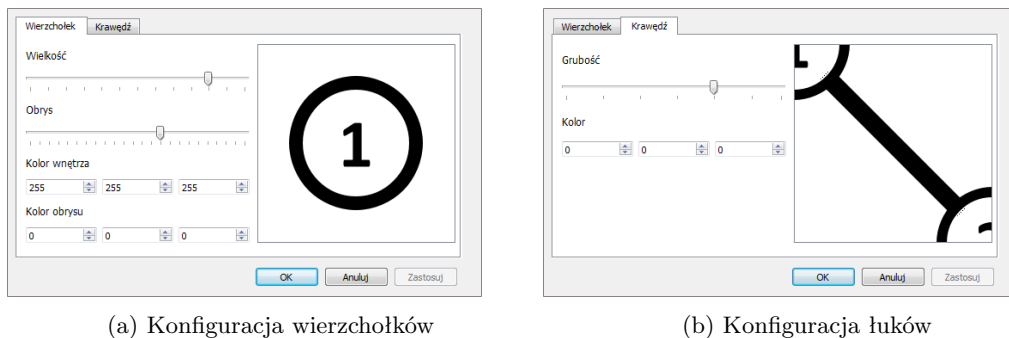 Wierzchołek Krawędź
Wielkość
Obrys
Kolor wnętrza
255 255 255
Kolor obrysu
0 0 0
1
OK Anuluj Zastosuj
(a) Konfiguracja wierzchołków
Wierzchołek Krawędź
Grubość
Kolor
0 0 0
OK Anuluj Zastosuj
(b) Konfiguracja łuków